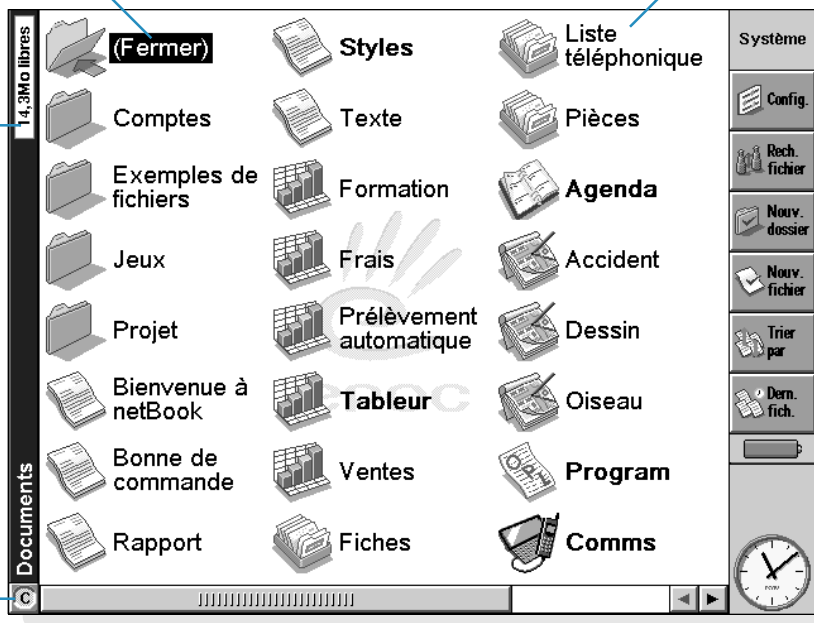 14,3Mo libres
Documents
C
(Fermer)
Comptes
Exemples de
fichiers
Jeux
Projet
Bienvenue à
netBook
Bonne de
commande
Rapport
Styles
Texte
Formation
Frais
Prélèvement
automatique
Tableur
Ventes
Fiches
Liste
téléphonique
Pièces
Agenda
Accident
Dessin
Oiseau
Program
Comms
Système
Config.
Rech.
fichier
Nouv.
dossier
Nouv.
fichier
Trier
par
Dern.
fich.